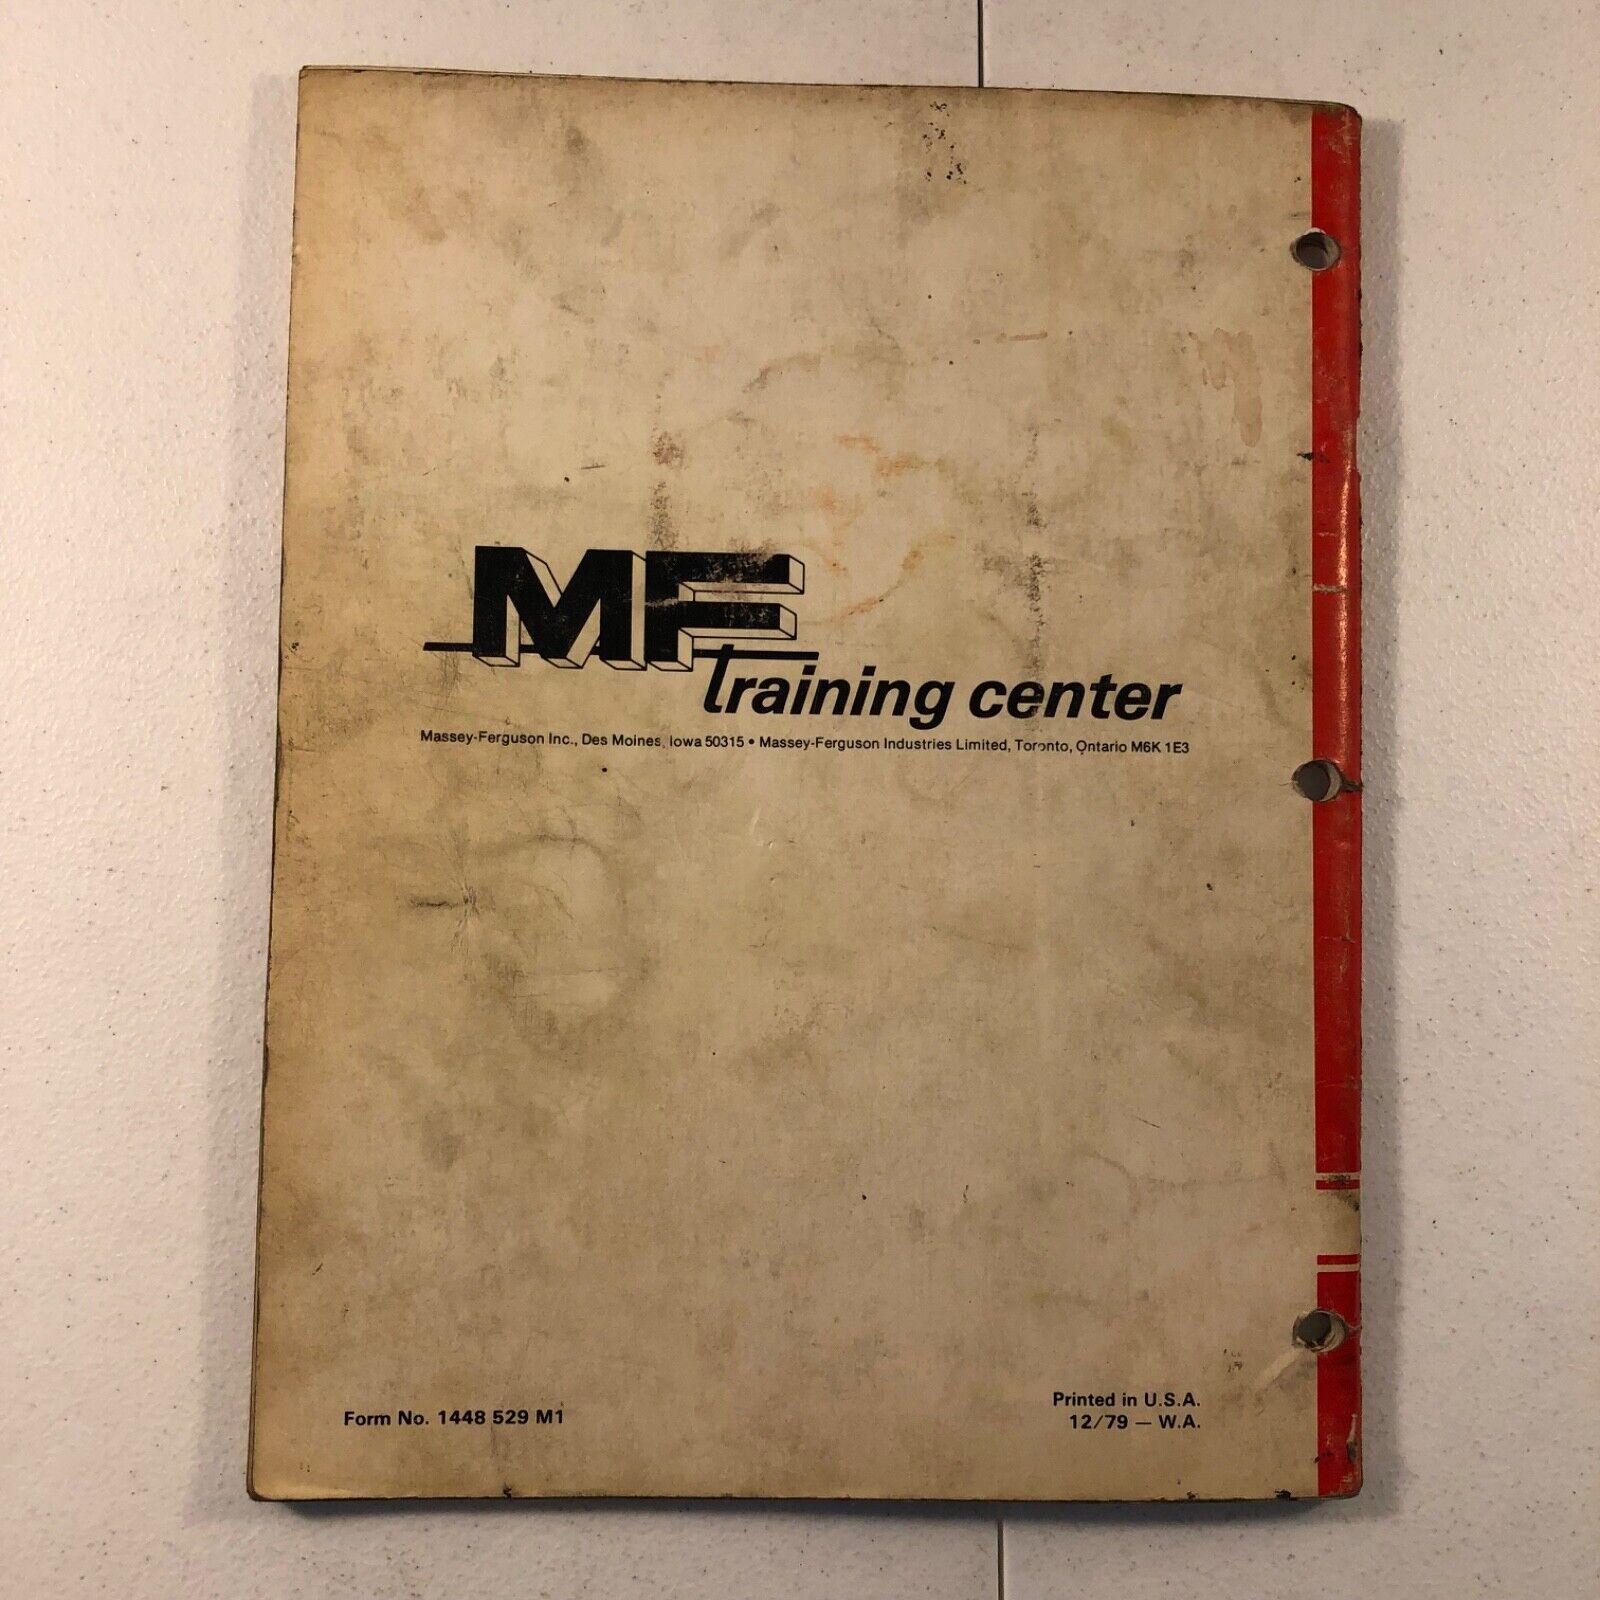 MF
training center
Massey-Ferguson Inc., Des Moines, Iowa 50315 • Massey-Ferguson Industries Limited, Toronto, Ontario M6K 1E3
Form No. 1448 529 M1
Printed in U.S.A.
12/79 — W.A.